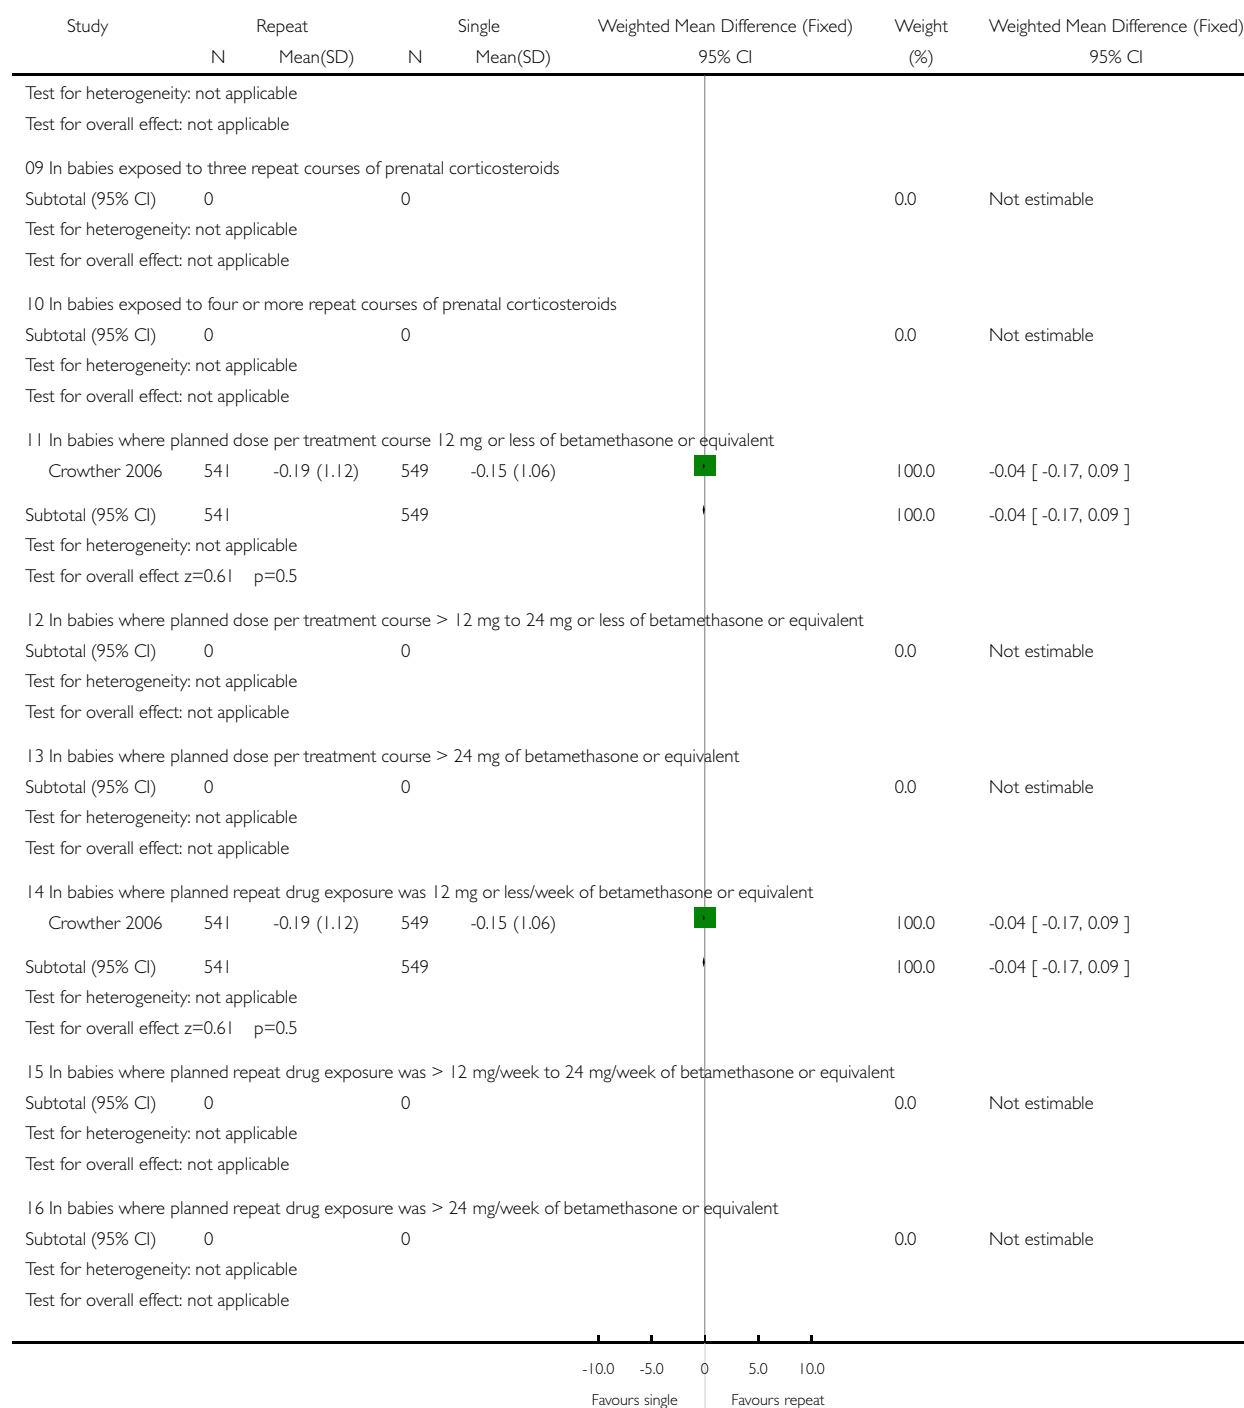 Study Repeat Single Weighted Mean Difference (Fixed) Weight Weighted Mean Difference (Fixed)
N Mean(SD) N Mean(SD) 95% CI (%) 95% CI
Test for heterogeneity: not applicable
Test for overall effect: not applicable
09 In babies exposed to three repeat courses of prenatal corticosteroids
Subtotal (95% CI) 0 0 0.0 Not estimable
Test for heterogeneity: not applicable
Test for overall effect: not applicable
10 In babies exposed to four or more repeat courses of prenatal corticosteroids
Subtotal (95% CI) 0 0 0.0 Not estimable
Test for heterogeneity: not applicable
Test for overall effect: not applicable
11 In babies where planned dose per treatment course 12 mg or less of betamethasone or equivalent
Crowther 2006 541 -0.19 (1.12) 549 -0.15 (1.06) 100.0 -0.04 [ -0.17, 0.09 ]
Subtotal (95% CI) 541 549 100.0 -0.04 [ -0.17, 0.09 ]
Test for heterogeneity: not applicable
Test for overall effect z=0.61 p=0.5
12 In babies where planned dose per treatment course > 12 mg to 24 mg or less of betamethasone or equivalent
Subtotal (95% CI) 0 0 0.0 Not estimable
Test for heterogeneity: not applicable
Test for overall effect: not applicable
13 In babies where planned dose per treatment course > 24 mg of betamethasone or equivalent
Subtotal (95% CI) 0 0 0.0 Not estimable
Test for heterogeneity: not applicable
Test for overall effect: not applicable
14 In babies where planned repeat drug exposure was 12 mg or less/week of betamethasone or equivalent
Crowther 2006 541 -0.19 (1.12) 549 -0.15 (1.06) 100.0 -0.04 [ -0.17, 0.09 ]
Subtotal (95% CI) 541 549 100.0 -0.04 [ -0.17, 0.09 ]
Test for heterogeneity: not applicable
Test for overall effect z=0.61 p=0.5
15 In babies where planned repeat drug exposure was > 12 mg/week to 24 mg/week of betamethasone or equivalent
Subtotal (95% CI) 0 0 0.0 Not estimable
Test for heterogeneity: not applicable
Test for overall effect: not applicable
16 In babies where planned repeat drug exposure was > 24 mg/week of betamethasone or equivalent
Subtotal (95% CI) 0 0 0.0 Not estimable
Test for heterogeneity: not applicable
Test for overall effect: not applicable
-10.0 -5.0 0 5.0 10.0
Favours single Favours repeat